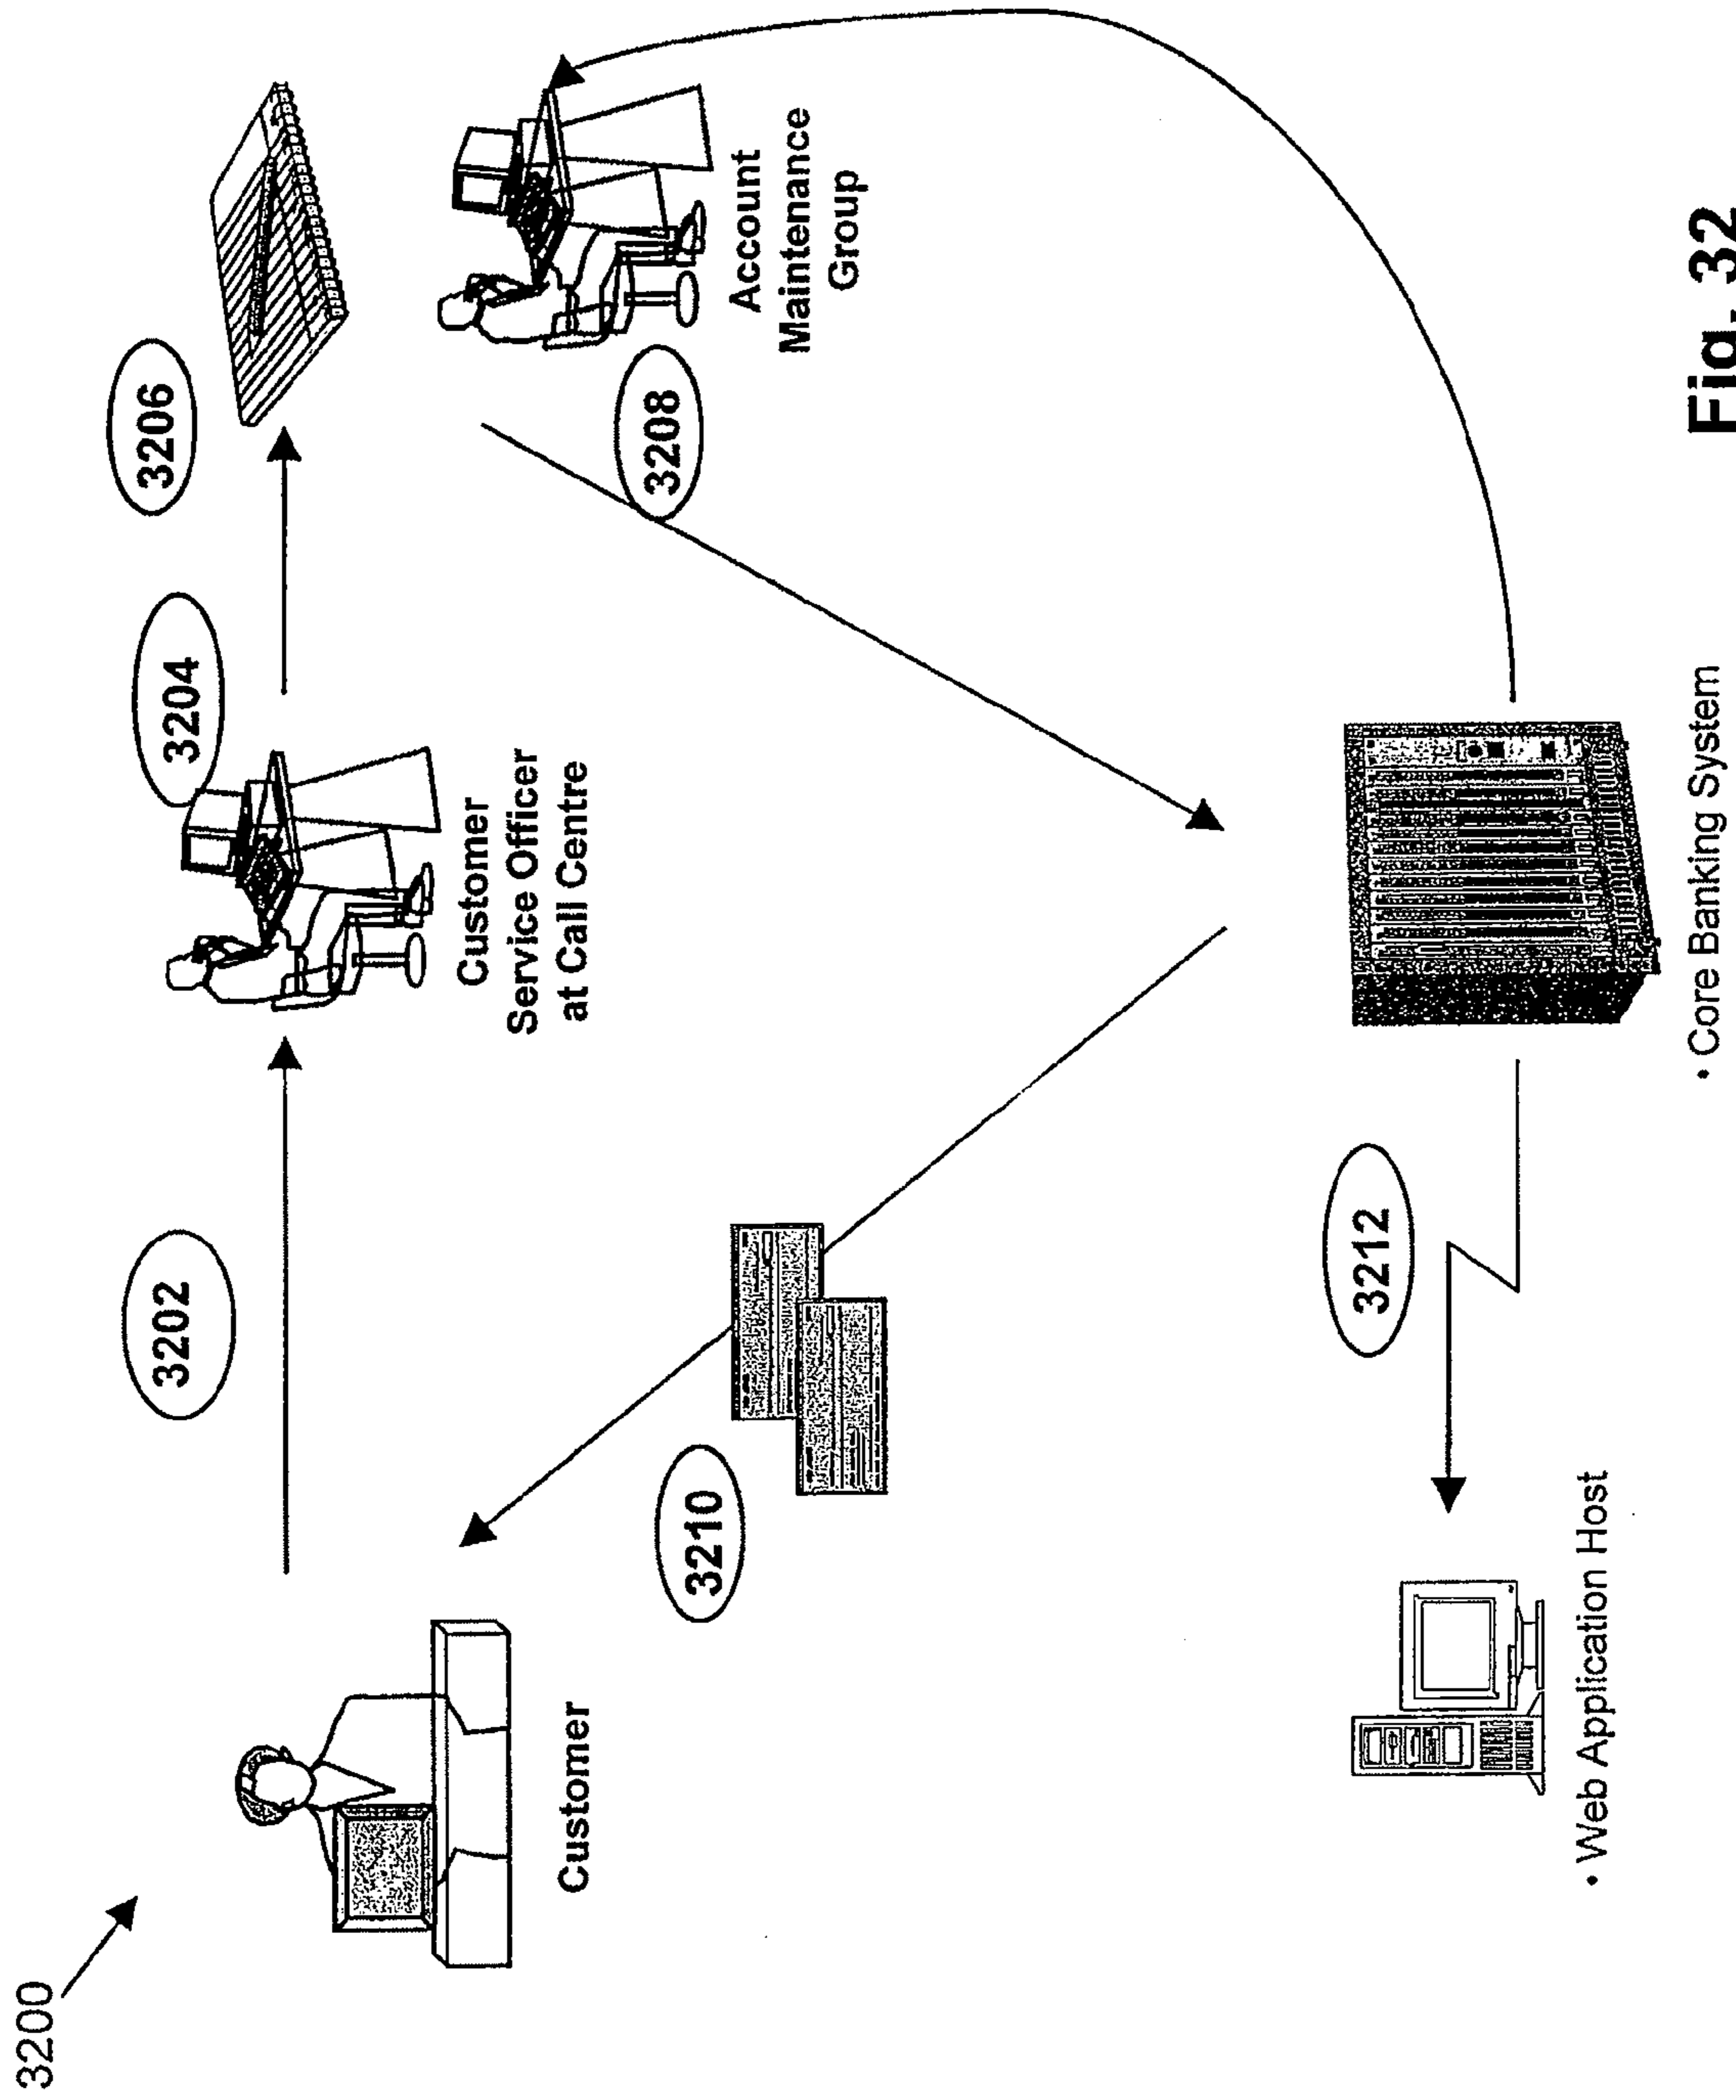 3200
3202
3204
3206
Customer
Customer
Service Officer
at Call Centre
Account
Maintenance
Group
3208
3210
3212
• Web Application Host
• Core Banking System
Fig. 32